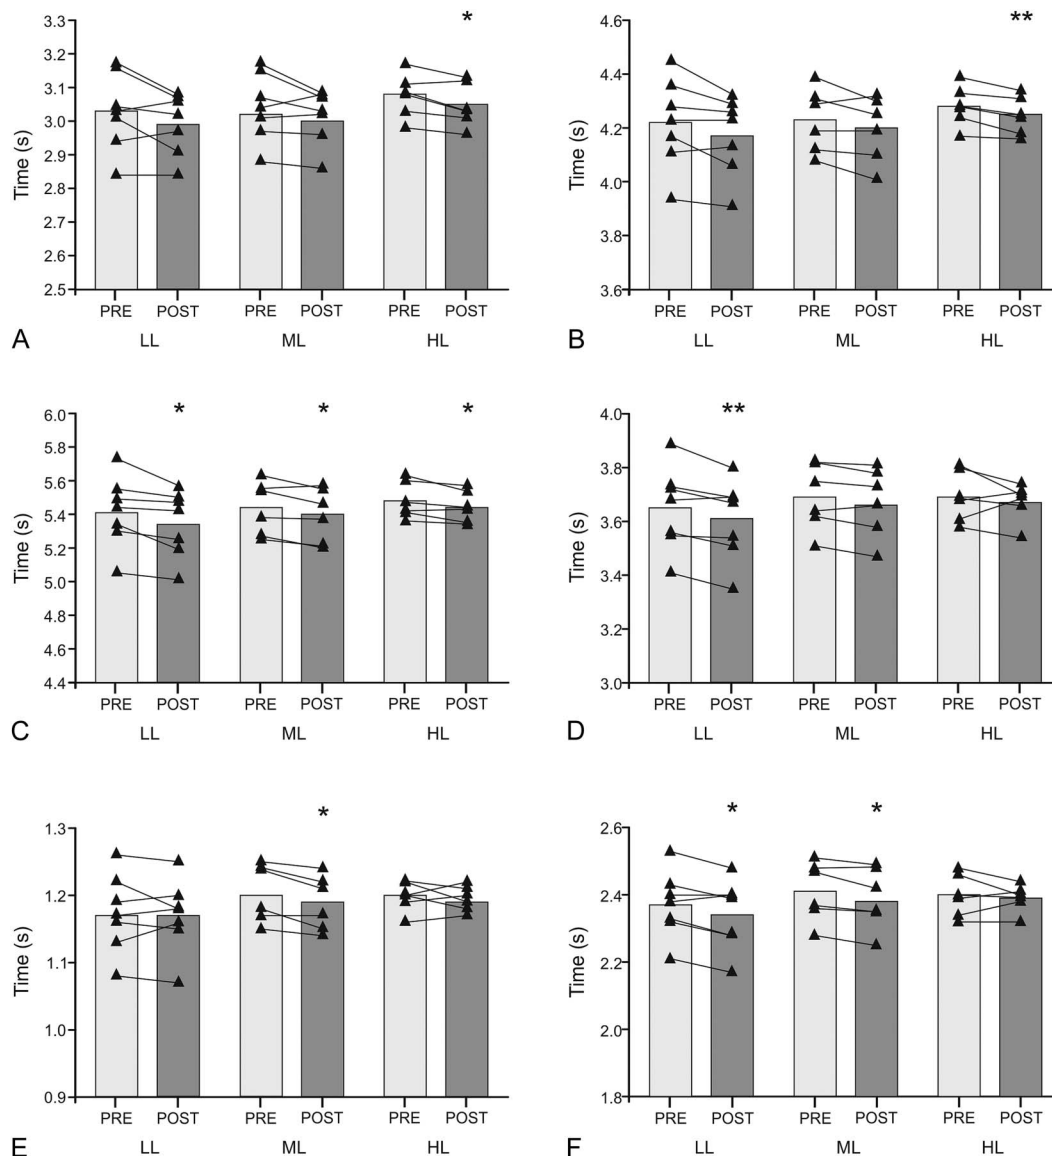 *
3.3
3.2
3.1
3.0
2.9
2.8
2.7
2.6
2.5
Time (s)
PRE POST PRE POST PRE POST
LL ML HL
A
**
4.6
4.4
4.2
4.0
3.8
3.6
Time (s)
PRE POST PRE POST PRE POST
LL ML HL
B
* * *
6.0
5.8
5.6
5.4
5.2
5.0
4.8
4.6
4.4
Time (s)
PRE POST PRE POST PRE POST
LL ML HL
C
**
4.0
3.8
3.6
3.4
3.2
3.0
Time (s)
PRE POST PRE POST PRE POST
LL ML HL
D
*
1.3
1.2
1.1
1.0
0.9
Time (s)
PRE POST PRE POST PRE POST
LL ML HL
E
* *
2.6
2.4
2.2
2.0
1.8
Time (s)
PRE POST PRE POST PRE POST
LL ML HL
F